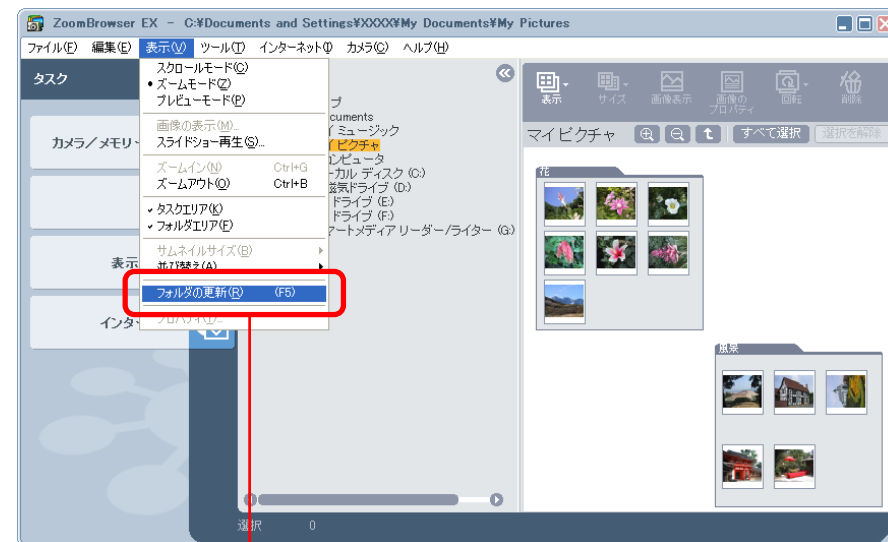 ZoomBrowser EX - C:¥Documents and Settings¥XXXX¥My Documents¥My Pictures
ファイル(F) 編集(E) 表示(V) ツール(T) インターネット(I) カメラ(C) ヘルプ(H)
タスク
カメラ／メモリ
表示
インター
スクロールモード(C)
• ズームモード(Z)
プレビューモード(P)
画像の表示(M)...
スライドショー再生(S)...
ズームイン(N) Ctrl+G
ズームアウト(O) Ctrl+B
✓ タスクエリア(K)
✓ フォルダエリア(F)
サムネイルサイズ(B)
並び替え(A)
フォルダの更新(R) (F5)
プロパティ(I)...
プ
cuments
イ ミュージック
イ ピクチャ
コンピュータ
ーカル ディスク (C:)
磁気ドライブ (D:)
ドライブ (E:)
ドライブ (F:)
マートメディア リーダー/ライター (G:)
表示 サイズ 画像表示 画像のプロパティ 回転 削除
マイ ピクチャ すべて選択 選択を解除
花
風景
選択 0